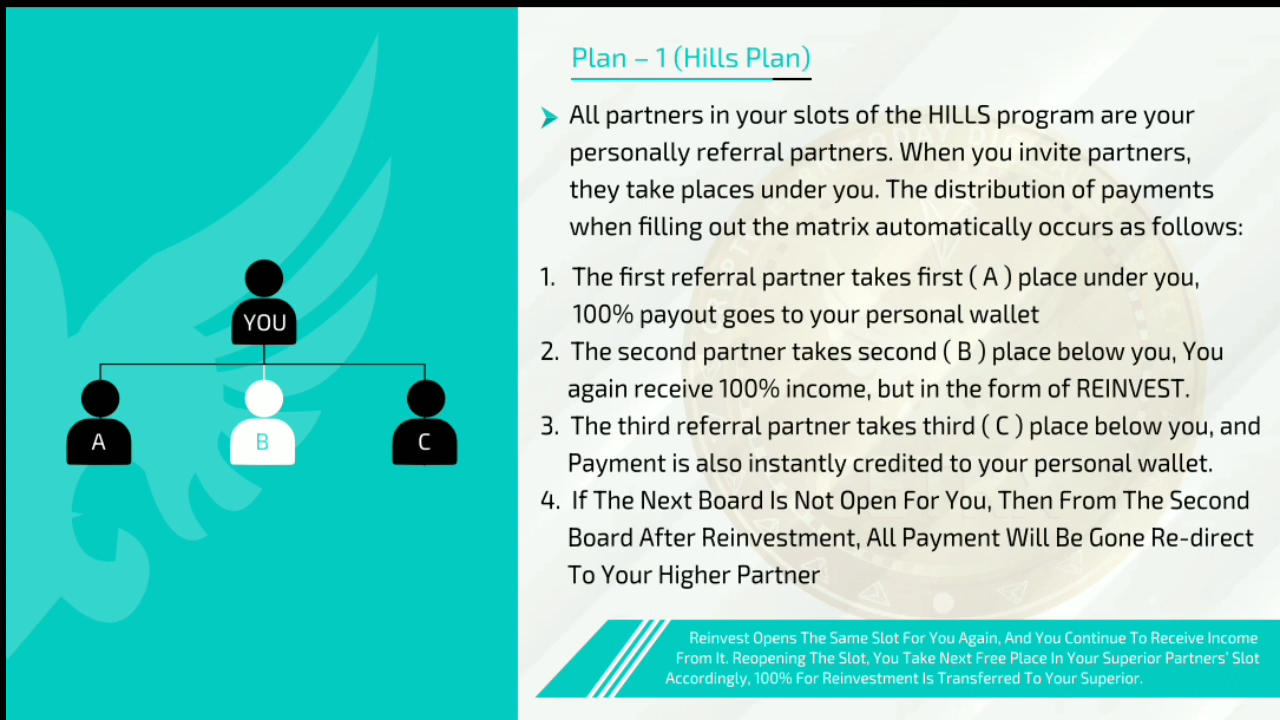 Plan – 1 (Hills Plan)
All partners in your slots of the HILLS program are your
personally referral partners. When you invite partners,
they take places under you. The distribution of payments
when filling out the matrix automatically occurs as follows:
1. The first referral partner takes first ( A ) place under you,
100% payout goes to your personal wallet
2. The second partner takes second ( B ) place below you, You
again receive 100% income, but in the form of REINVEST.
3. The third referral partner takes third ( C ) place below you, and
Payment is also instantly credited to your personal wallet.
4. If The Next Board Is Not Open For You, Then From The Second
Board After Reinvestment, All Payment Will Be Gone Re-direct
To Your Higher Partner
YOU
A B C
Reinvest Opens The Same Slot For You Again, And You Continue To Receive Income
From It. Reopening The Slot, You Take Next Free Place In Your Superior Partners' Slot
Accordingly, 100% For Reinvestment Is Transferred To Your Superior.